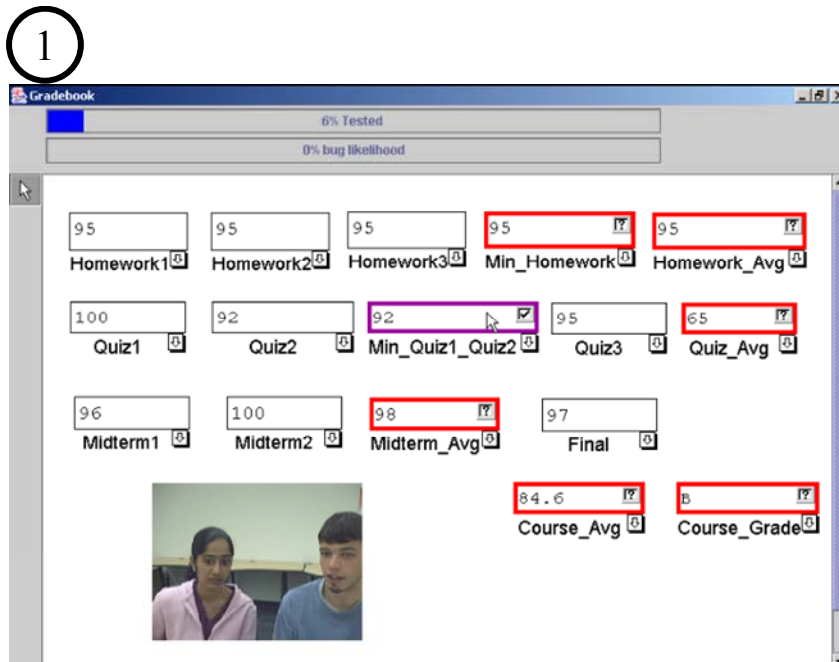 1
Gradebook
6% Tested
0% bug likelihood
95 95 95 95 ? 95 ?
Homework1 Homework2 Homework3 Min_Homework Homework_Avg
100 92 92 95 65 ?
Quiz1 Quiz2 Min_Quiz1_Quiz2 Quiz3 Quiz_Avg
96 100 98 ? 97
Midterm1 Midterm2 Midterm_Avg Final
84.6 ? B ?
Course_Avg Course_Grade